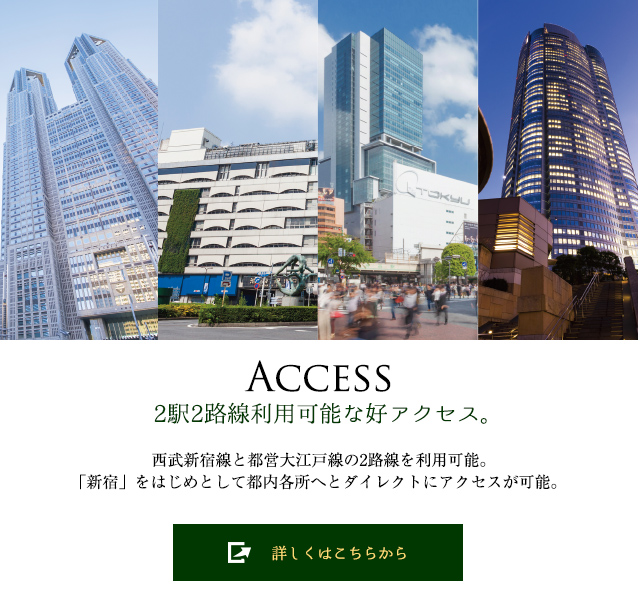 TOKYU
ACCESS
2駅2路線利用可能な好アクセス。
西武新宿線と都営大江戸線の2路線を利用可能。
「新宿」をはじめとして都内各所へとダイレクトにアクセスが可能。
詳しくはこちらから